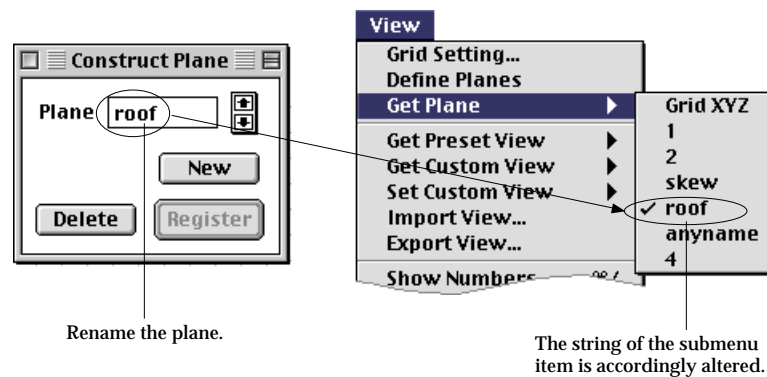 Construct Plane
Plane roof
New
Delete Register
Rename the plane.
View
Grid Setting...
Define Planes
Get Plane
Get Preset View
Get Custom View
Set Custom View
Import View...
Export View...
Show Numbers
Grid XYZ
1
2
skew
✓ roof
anyname
4
The string of the submenu
item is accordingly altered.